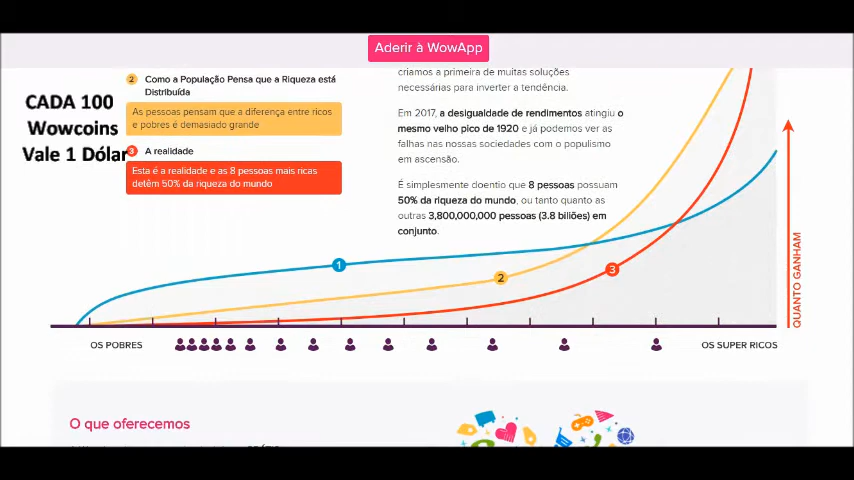 Aderir à WowApp
2 Como a População Pensa que a Riqueza está
Distribuída
As pessoas pensam que a diferença entre ricos
e pobres é demasiado grande
3 A realidade
Esta é a realidade e as 8 pessoas mais ricas
detêm 50% da riqueza do mundo
CADA 100
Wowcoins
Vale 1 Dólar
criamos a primeira de muitas soluções
necessárias para inverter a tendência.
Em 2017, a desigualdade de rendimentos atingiu o
mesmo velho pico de 1920 e já podemos ver as
falhas nas nossas sociedades com o populismo
em ascensão.
É simplesmente doentio que 8 pessoas possuam
50% da riqueza do mundo, ou tanto quanto as
outras 3,800,000,000 pessoas (3.8 biliões) em
conjunto.
1
2
3
QUANTO GANHAM
OS POBRES
OS SUPER RICOS
O que oferecemos